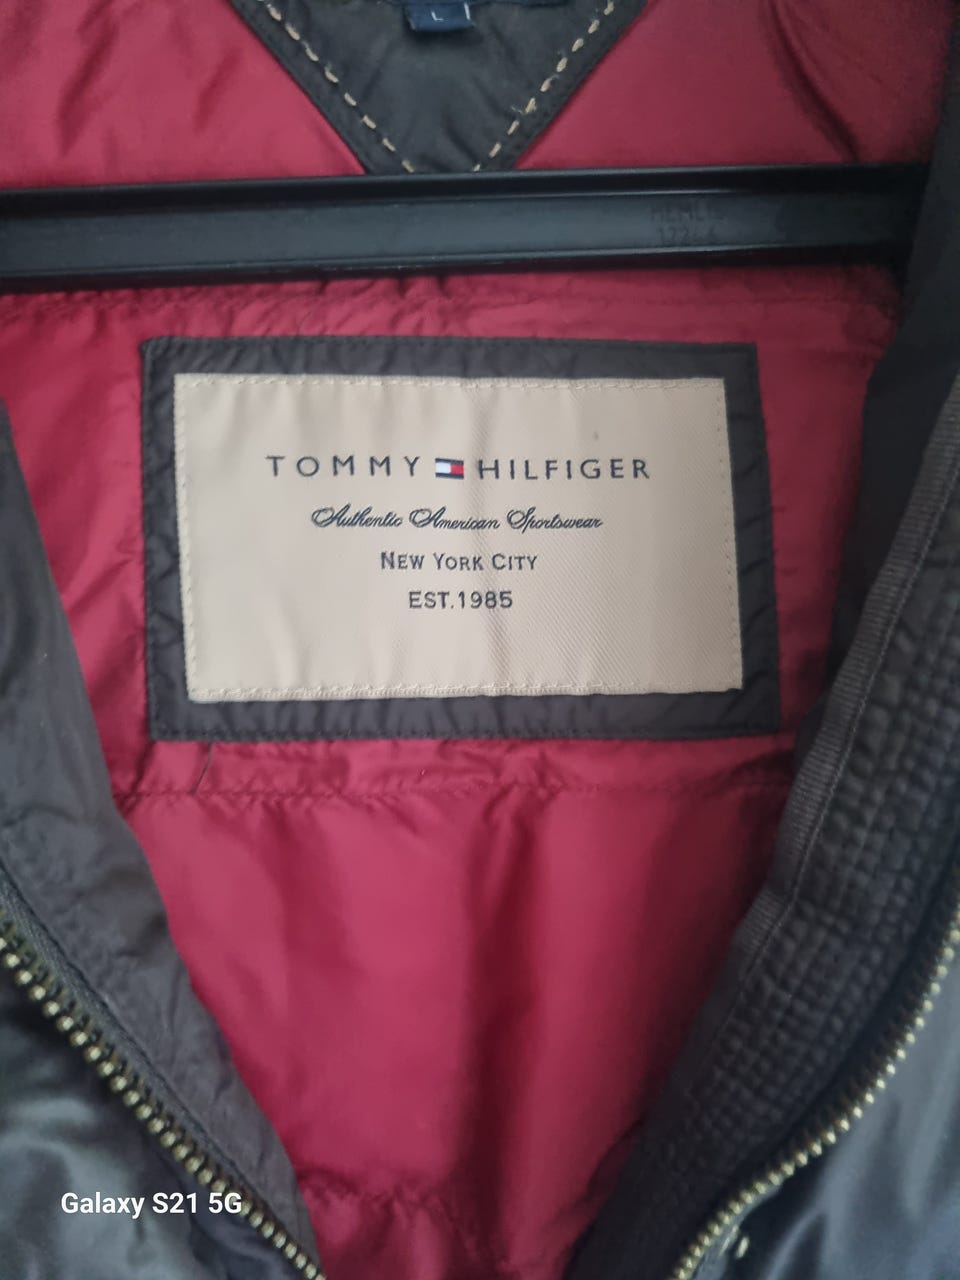 L
TOMMY HILFIGER
Authentic American Sportswear
NEW YORK CITY
EST.1985
Galaxy S21 5G